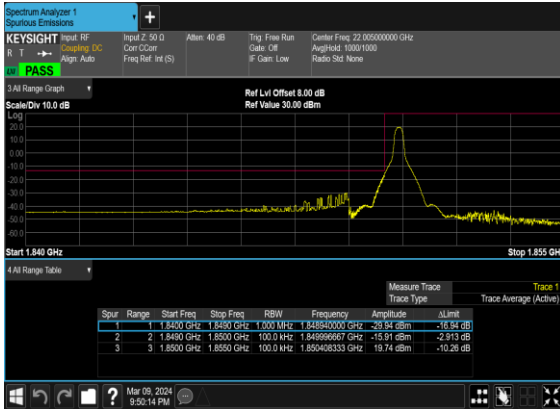 Spectrum Analyzer 1
Spurious Emissions
+
KEYSIGHT Input: RF Input Z: 50 Ω Atten: 40 dB Trig: Free Run Center Freq: 22.005000000 GHz
R T Coupling: DC Corr CCorr Gate: Off Avg|Hold: 1000/1000
Align: Auto Freq Ref: Int (S) IF Gain: Low Radio Std: None
PASS
3 All Range Graph
Ref Lvl Offset 8.00 dB
Scale/Div 10.0 dB Ref Value 30.00 dBm
Log
20.0
10.0
0.00
-10.0
-20.0
-30.0
-40.0
-50.0
-60.0
Start 1.840 GHz Stop 1.855 GH
4 All Range Table
Measure Trace Trace 1
Trace Type Trace Average (Active)
Spur Range Start Freq Stop Freq RBW Frequency Amplitude ΔLimit
1 1 1.8400 GHz 1.8490 GHz 1.000 MHz 1.848940000 GHz -29.94 dBm -16.94 dB
2 2 1.8490 GHz 1.8500 GHz 100.0 kHz 1.849996667 GHz -15.91 dBm -2.913 dB
3 3 1.8500 GHz 1.8550 GHz 100.0 kHz 1.850408333 GHz 19.74 dBm -10.26 dB
? Mar 09, 2024
9:50:14 PM